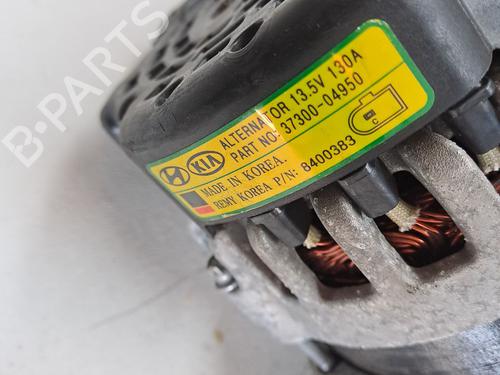 B-PARTS
ALTERNATOR 13.5V 130A
PART NO: 37300-04950
KIA
MADE IN KOREA.
REMY KOREA P/N: 8400383
C